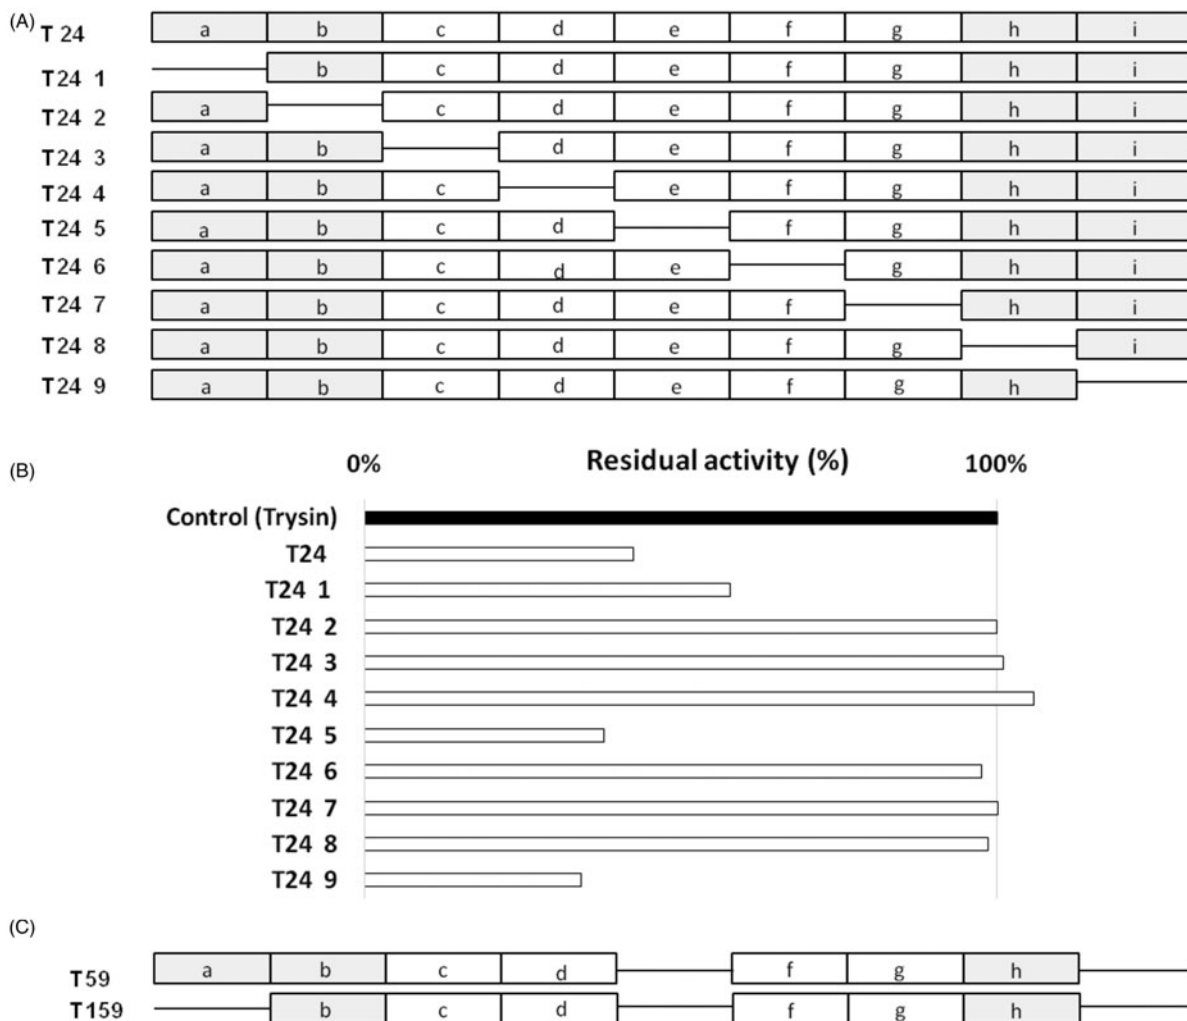 (A) T 24 a b c d e f g h i
T24 1 b c d e f g h i
T24 2 a c d e f g h i
T24 3 a b d e f g h i
T24 4 a b c e f g h i
T24 5 a b c d f g h i
T24 6 a b c d e g h i
T24 7 a b c d e f h i
T24 8 a b c d e f g i
T24 9 a b c d e f g h
(B) 0% Residual activity (%) 100%
Control (Trysin)
T24
T24 1
T24 2
T24 3
T24 4
T24 5
T24 6
T24 7
T24 8
T24 9
(C)
T59 a b c d f g h
T159 b c d f g h